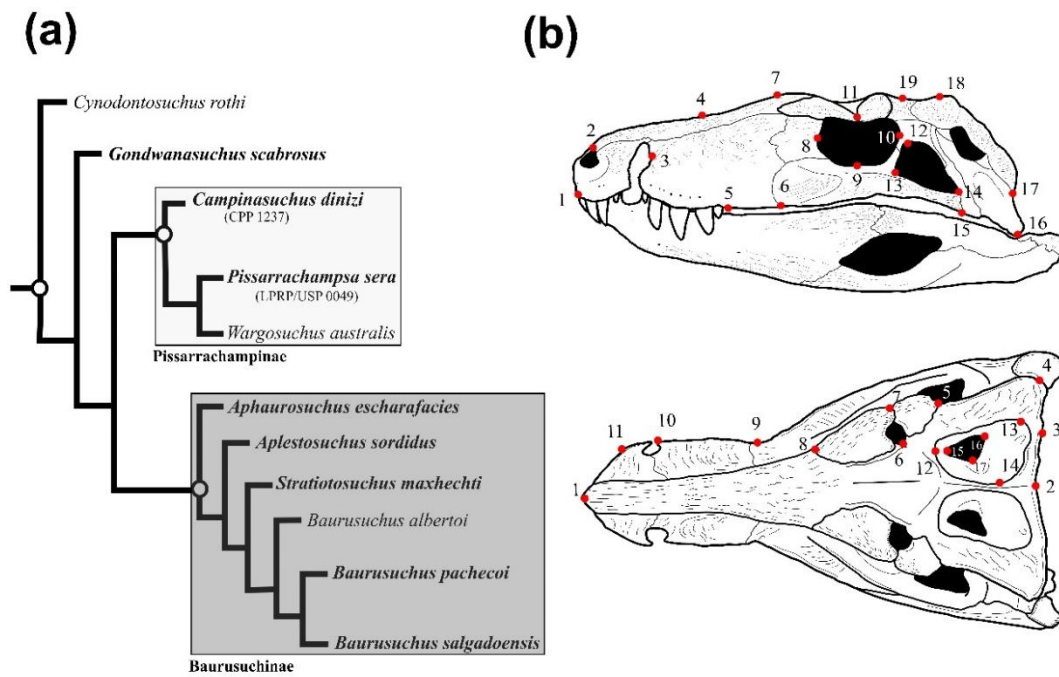 (a)
Cynodontosuchus rothi
Gondwanasuchus scabrosus
Campinasuchus dinizi
(CPP 1237)
Pissarrachampsa sera
(LPRP/USP 0049)
Wargosuchus australis
Pissarrachampinae
Aphaurosuchus escharafacies
Aplestosuchus sordidus
Stratiotosuchus maxhechti
Baurusuchus albertoi
Baurusuchus pachecoi
Baurusuchus salgadoensis
Baurusuchinae
(b)
7
19
18
4
11
2
10
12
8
3
9
13
1
5
6
14
17
15
16
4
7
5
10
9
13
3
11
8
16
6
12
15
17
14
2
1